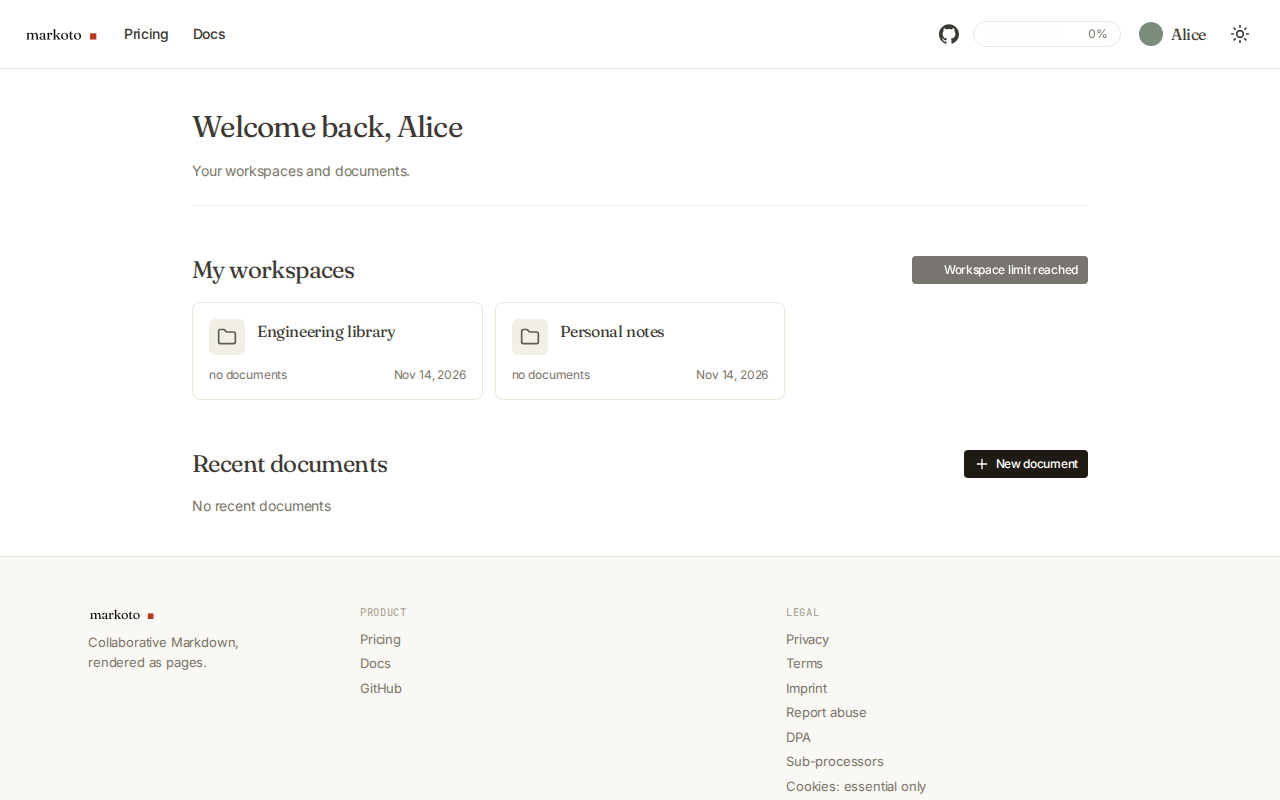 markoto
Pricing
Docs
0%
Alice
Welcome back, Alice
Your workspaces and documents.
My workspaces
Workspace limit reached
Engineering library
no documents
Nov 14, 2026
Personal notes
no documents
Nov 14, 2026
Recent documents
New document
No recent documents
markoto
Collaborative Markdown,
rendered as pages.
PRODUCT
Pricing
Docs
GitHub
LEGAL
Privacy
Terms
Imprint
Report abuse
DPA
Sub-processors
Cookies: essential only